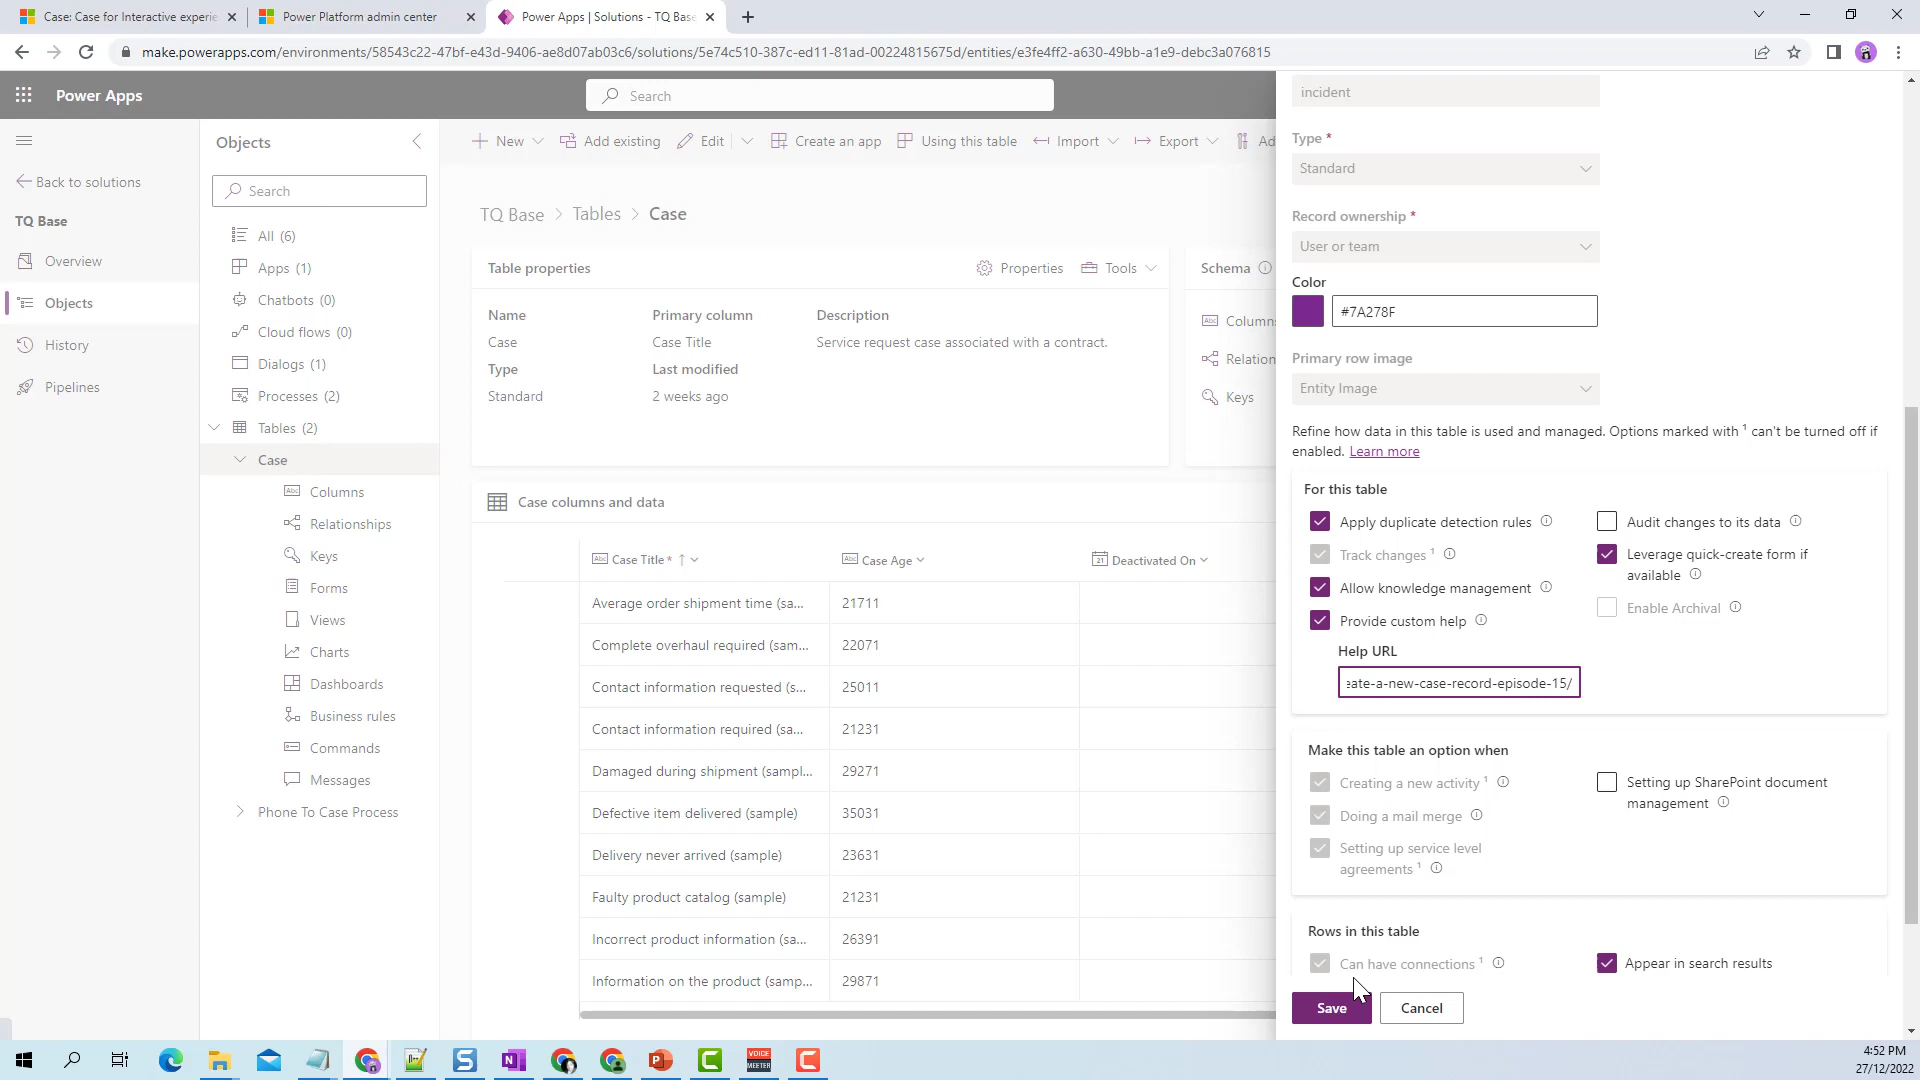 Case: Case for Interactive experie
Power Platform admin center
Power Apps | Solutions - TQ Base
make.powerapps.com/environments/58543c22-47bf-e43d-9406-ae8d07ab03c6/solutions/5e74c510-387c-ed11-81ad-00224815675d/entities/e3fe4ff2-a630-49bb-a1e9-debc3a076815
Power Apps
Search
Back to solutions
TQ Base
Overview
Objects
History
Pipelines
Objects
Search
All (6)
Apps (1)
Chatbots (0)
Cloud flows (0)
Dialogs (1)
Processes (2)
Tables (2)
Case
Columns
Relationships
Keys
Forms
Views
Charts
Dashboards
Business rules
Commands
Messages
Phone To Case Process
New
Add existing
Edit
Create an app
Using this table
Import
Export
Ad
TQ Base > Tables > Case
Table properties
Properties
Tools
Name
Primary column
Description
Case
Case Title
Service request case associated with a contract.
Type
Last modified
Standard
2 weeks ago
Schema
Column
Relation
Keys
Case columns and data
Abc Case Title * ↑
Abc Case Age
21 Deactivated On
Average order shipment time (sa... 21711
Complete overhaul required (sam... 22071
Contact information requested (s... 25011
Contact information required (sa... 21231
Damaged during shipment (sampl... 29271
Defective item delivered (sample) 35031
Delivery never arrived (sample) 23631
Faulty product catalog (sample) 21231
Incorrect product information (sa... 26391
Information on the product (samp... 29871
incident
Type *
Standard
Record ownership *
User or team
Color
#7A278F
Primary row image
Entity Image
Refine how data in this table is used and managed. Options marked with ¹ can't be turned off if
enabled. Learn more
For this table
Apply duplicate detection rules
Audit changes to its data
Track changes ¹
Leverage quick-create form if
available
Allow knowledge management
Enable Archival
Provide custom help
Help URL
eate-a-new-case-record-episode-15/
Make this table an option when
Creating a new activity ¹
Setting up SharePoint document
management
Doing a mail merge
Setting up service level
agreements ¹
Rows in this table
Can have connections ¹
Appear in search results
Save
Cancel
VOICE
MEETER
4:52 PM
27/12/2022